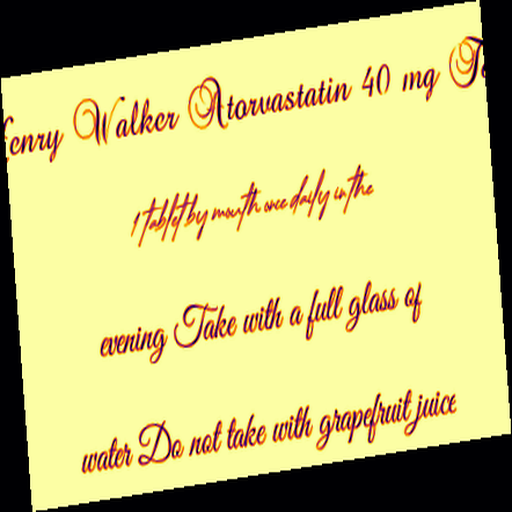 Henry Walker Atorvastatin 40 mg
1 tablet by mouth once daily in the
evening Take with a full glass of
water Do not take with grapefruit juice